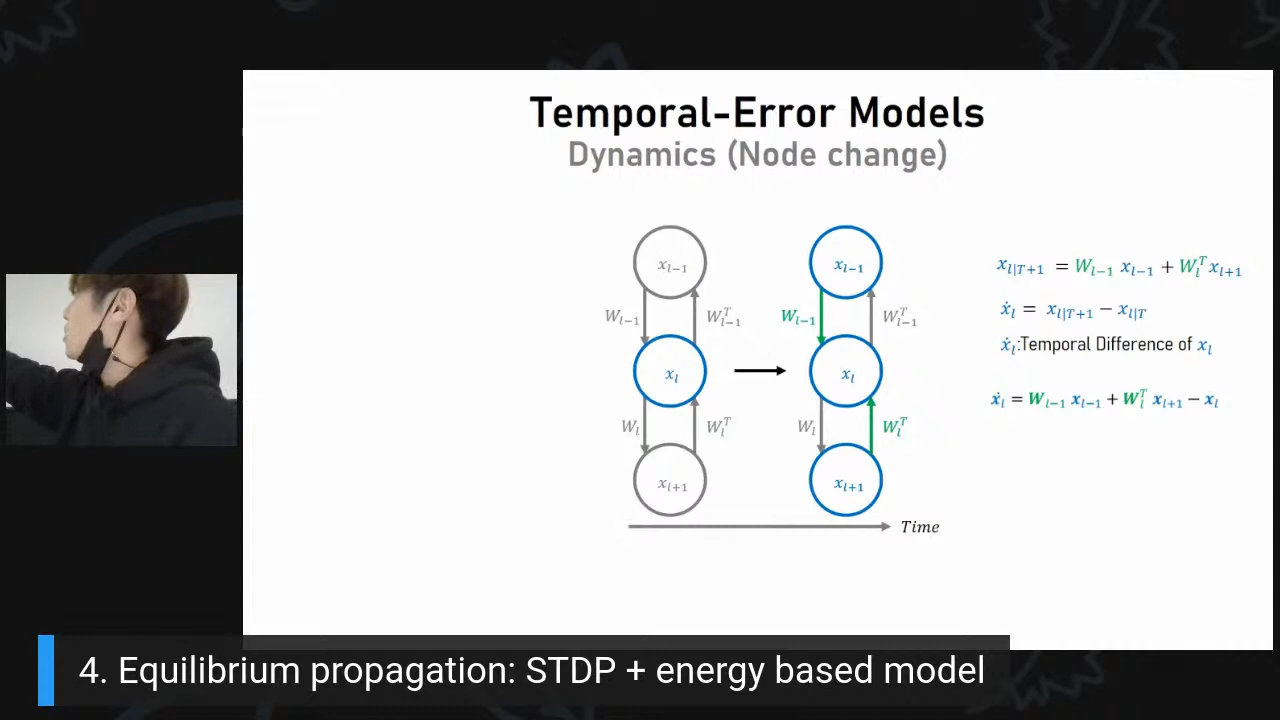 Temporal-Error Models
Dynamics (Node change)
x_{l-1}
W_{l-1}
W_{l-1}^T
x_l
W_l
W_l^T
x_{l+1}
x_{l-1}
W_{l-1}
W_{l-1}^T
x_l
W_l
W_l^T
x_{l+1}
Time
x_{l|T+1} = W_{l-1} x_{l-1} + W_l^T x_{l+1}
ẋ_l = x_{l|T+1} − x_{l|T}
ẋ_l:Temporal Difference of x_l
ẋ_l = W_{l-1} x_{l-1} + W_l^T x_{l+1} − x_l
4. Equilibrium propagation: STDP + energy based model